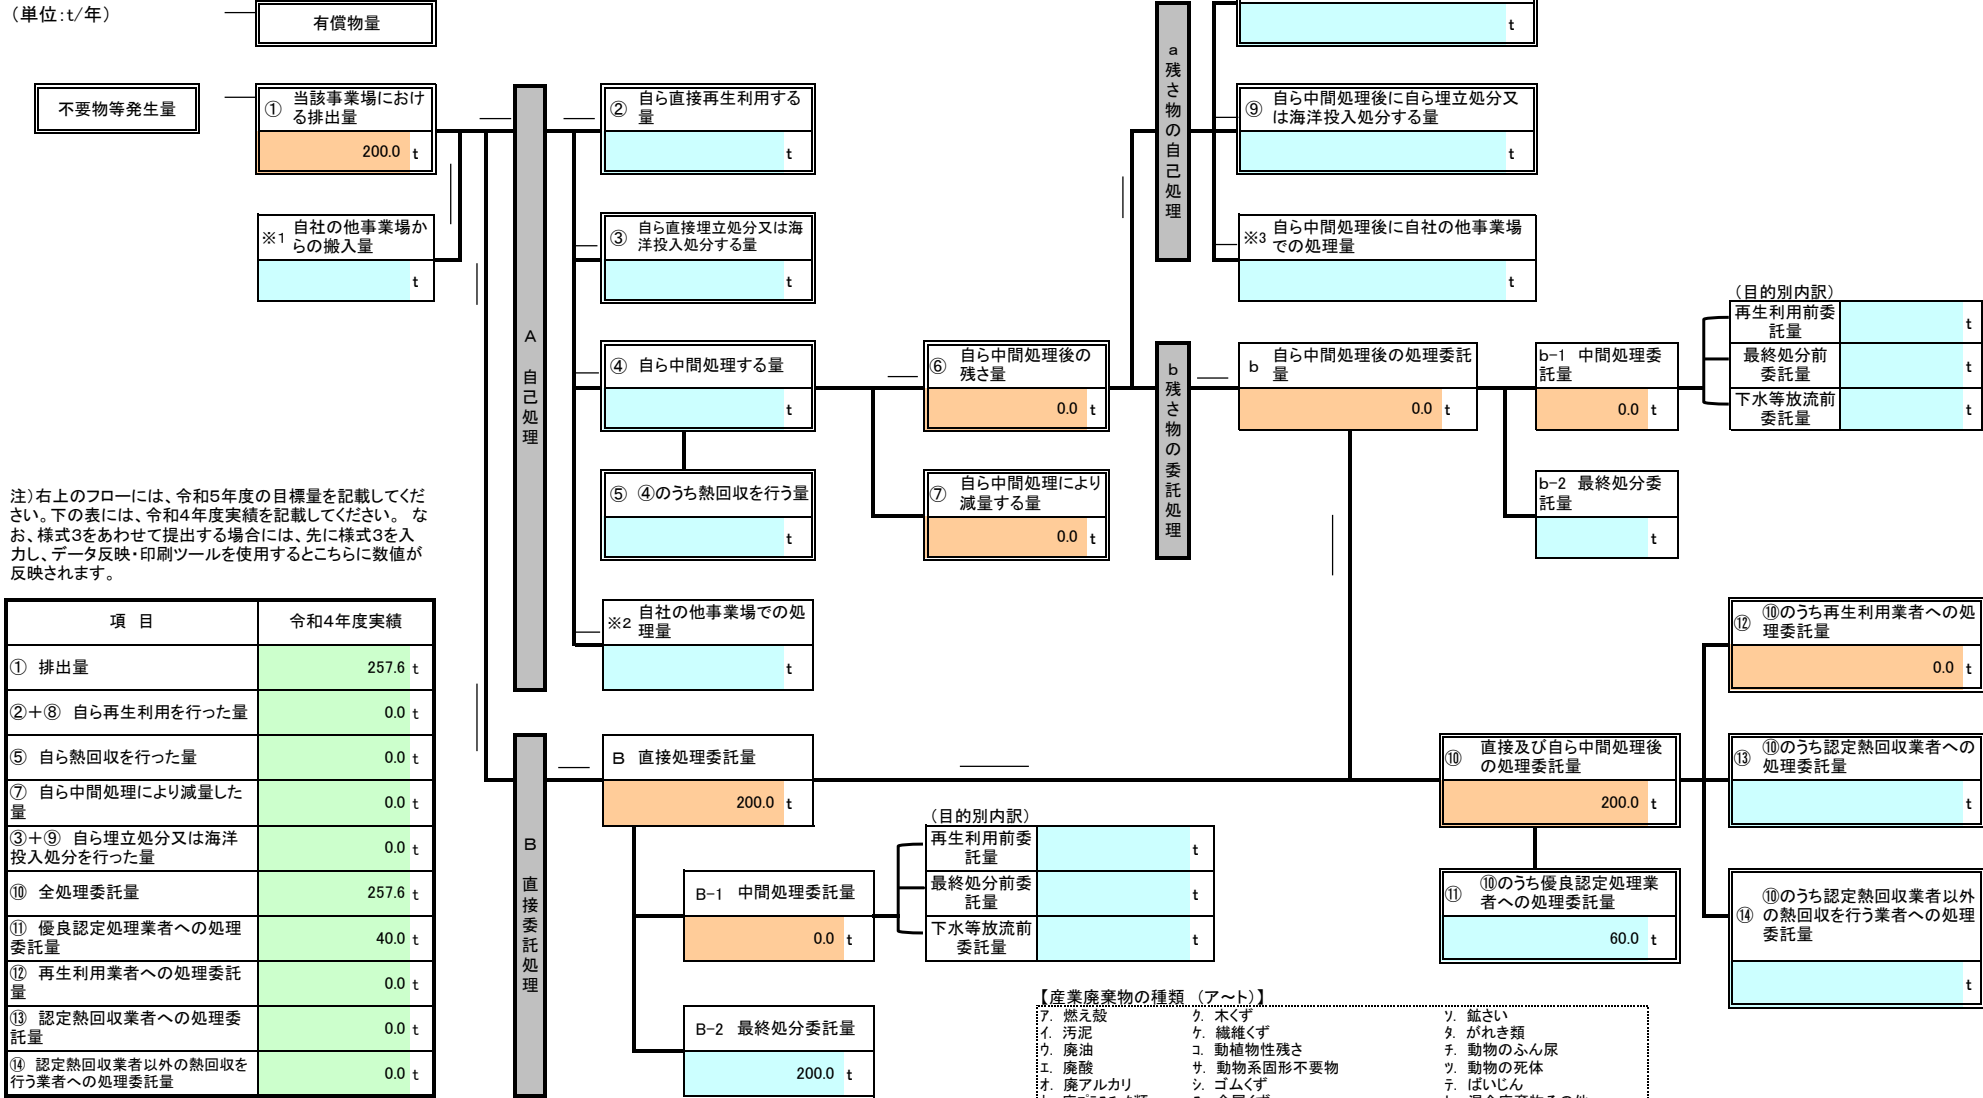 （単位：t/年）
有償物量
t
不要物等発生量
① 当該事業場におけ
る排出量
200.0 t
※1 自社の他事業場か
らの搬入量
t
A 自己処理
② 自ら直接再生利用する
量
t
③ 自ら直接埋立処分又は海
洋投入処分する量
t
④ 自ら中間処理する量
t
⑤ ④のうち熱回収を行う量
t
※2 自社の他事業場での処
理量
t
⑥ 自ら中間処理後の
残さ量
0.0 t
⑦ 自ら中間処理により
減量する量
0.0 t
a 残さ物の自己処理
⑨ 自ら中間処理後に自ら埋立処分又
は海洋投入処分する量
t
※3 自ら中間処理後に自社の他事業場
での処理量
t
b 残さ物の委託処理
b 自ら中間処理後の処理委託
量
0.0 t
b-1 中間処理委
託量
0.0 t
b-2 最終処分委
託量
t
（目的別内訳）
再生利用前委
託量
t
最終処分前
委託量
t
下水等放流前
委託量
t
注）右上のフローには、令和５年度の目標量を記載してくだ
さい。下の表には、令和４年度実績を記載してください。 な
お、様式３をあわせて提出する場合には、先に様式３を入
力し、データ反映・印刷ツールを使用するとこちらに数値が
反映されます。
項 目 令和４年度実績
① 排出量 257.6 t
②＋⑧ 自ら再生利用を行った量 0.0 t
⑤ 自ら熱回収を行った量 0.0 t
⑦ 自ら中間処理により減量した
量 0.0 t
③＋⑨ 自ら埋立処分又は海洋
投入処分を行った量 0.0 t
⑩ 全処理委託量 257.6 t
⑪ 優良認定処理業者への処理
委託量 40.0 t
⑫ 再生利用業者への処理委託
量 0.0 t
⑬ 認定熱回収業者への処理委
託量 0.0 t
⑭ 認定熱回収業者以外の熱回収を
行う業者への処理委託量 0.0 t
B 直接委託処理
B 直接処理委託量
200.0 t
B-1 中間処理委託量
0.0 t
B-2 最終処分委託量
200.0 t
（目的別内訳）
再生利用前委
託量
t
最終処分前委
託量
t
下水等放流前
委託量
t
⑩ 直接及び自ら中間処理後
の処理委託量
200.0 t
⑪ ⑩のうち優良認定処理業
者への処理委託量
60.0 t
⑫ ⑩のうち再生利用業者への処
理委託量
0.0 t
⑬ ⑩のうち認定熱回収業者への
処理委託量
t
⑭ ⑩のうち認定熱回収業者以外
の熱回収を行う業者への処理
委託量
t
【産業廃棄物の種類 （ア～ト）】
ｱ. 燃え殻 ｸ. 木くず ｿ. 鉱さい
ｲ. 汚泥 ｹ. 繊維くず ﾀ. がれき類
ｳ. 廃油 ｺ. 動植物性残さ ﾁ. 動物のふん尿
ｴ. 廃酸 ｻ. 動物系固形不要物 ﾂ. 動物の死体
ｵ. 廃アルカリ ｼ. ゴムくず ﾃ. ばいじん